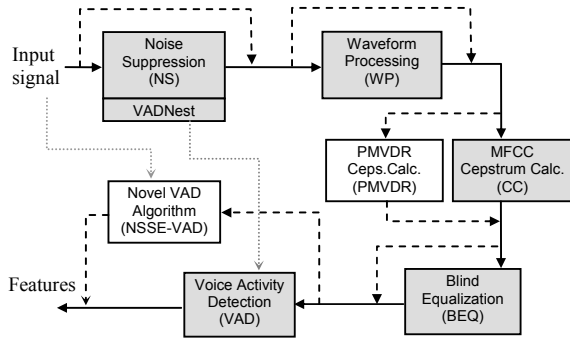 Input
signal
Noise
Suppression
(NS)
VADNest
Waveform
Processing
(WP)
PMVDR
Ceps.Calc.
(PMVDR)
MFCC
Cepstrum Calc.
(CC)
Novel VAD
Algorithm
(NSSE-VAD)
Features
Voice Activity
Detection
(VAD)
Blind
Equalization
(BEQ)